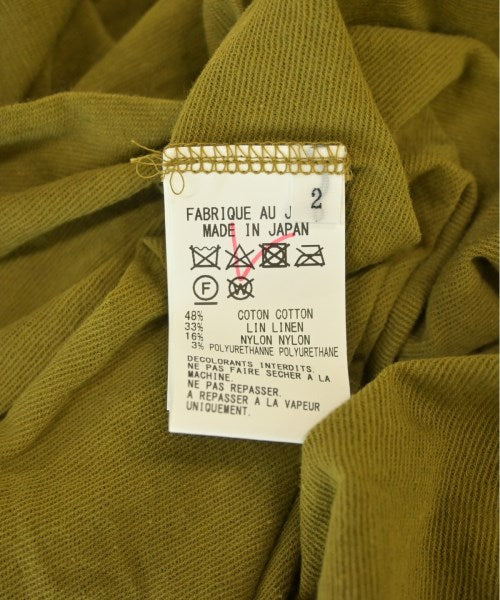 2
FABRIQUE AU J
MADE IN JAPAN
F W
48% COTON COTTON
33% LIN LINEN
16% NYLON NYLON
3% POLYURETHANNE POLYURETHANE
DECOLORANTS INTERDITS.
NE PAS FAIRE SECHER A LA
MACHINE.
NE PAS REPASSER.
A REPASSER A LA VAPEUR
UNIQUEMENT.